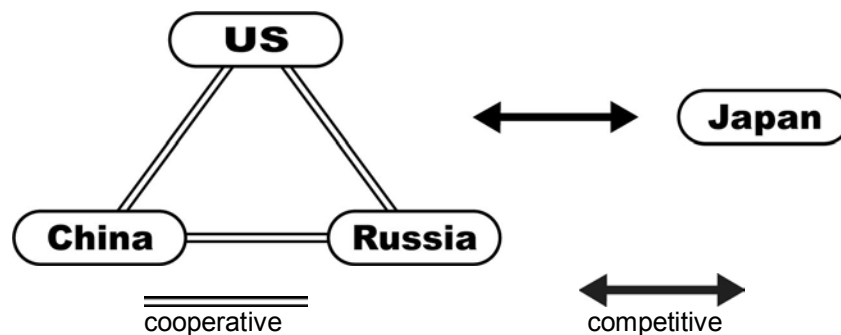 US
Japan
China
Russia
cooperative
competitive